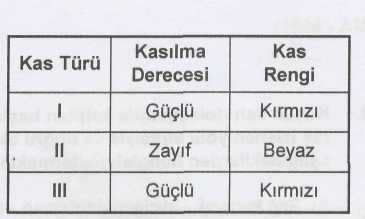 Kas Türü | Kasılma Derecesi | Kas Rengi
I | Güçlü | Kırmızı
II | Zayıf | Beyaz
III | Güçlü | Kırmızı